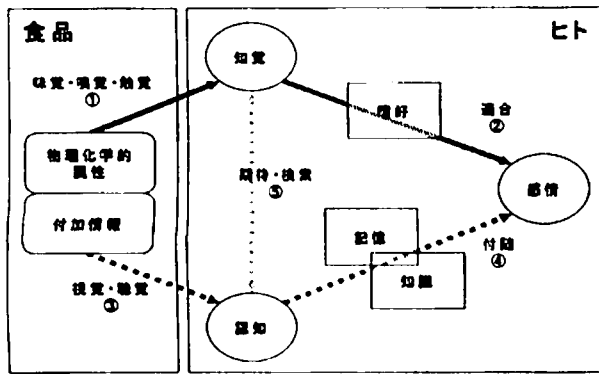 食品
ヒト
知覚
味覚・嗅覚・触覚
①
嗜好
適合
②
物理化学的
属性
期待・検索
⑤
感情
付加情報
記憶
付随
④
知識
視覚・聴覚
③
認知